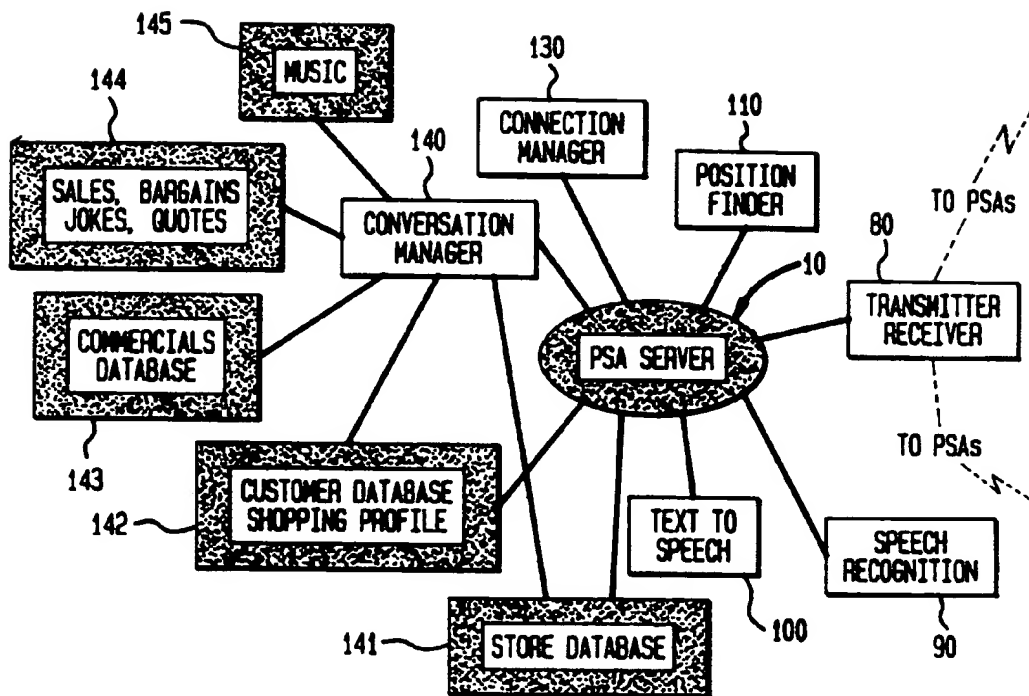 145
MUSIC
144
SALES, BARGAINS
JOKES, QUOTES
140
CONVERSATION
MANAGER
130
CONNECTION
MANAGER
110
POSITION
FINDER
TO PSAs
10
80
TRANSMITTER
RECEIVER
PSA SERVER
COMMERCIALS
DATABASE
143
TO PSAs
CUSTOMER DATABASE
SHOPPING PROFILE
142
TEXT TO
SPEECH
100
SPEECH
RECOGNITION
90
STORE DATABASE
141